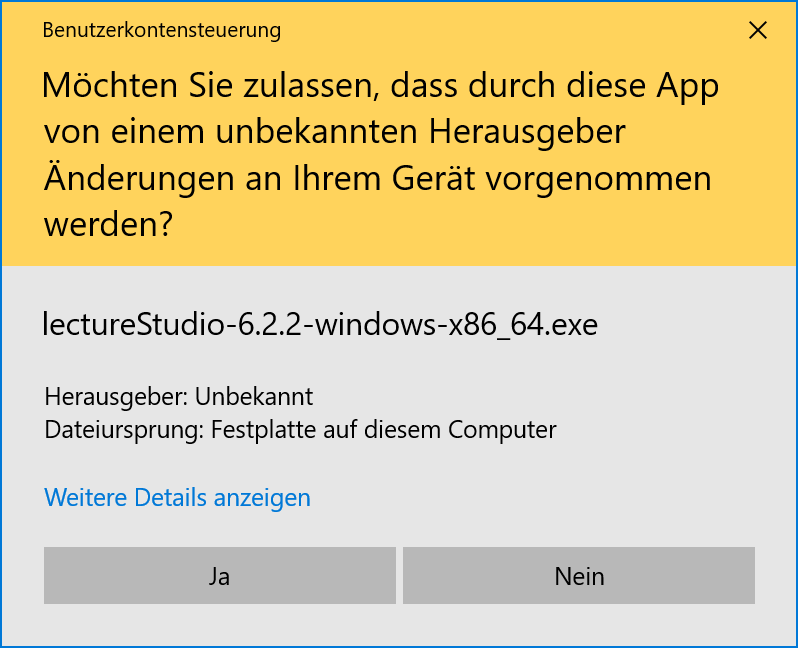 Benutzerkontensteuerung
Möchten Sie zulassen, dass durch diese App
von einem unbekannten Herausgeber
Änderungen an Ihrem Gerät vorgenommen
werden?
lectureStudio-6.2.2-windows-x86_64.exe
Herausgeber: Unbekannt
Dateiursprung: Festplatte auf diesem Computer
Weitere Details anzeigen
Ja
Nein